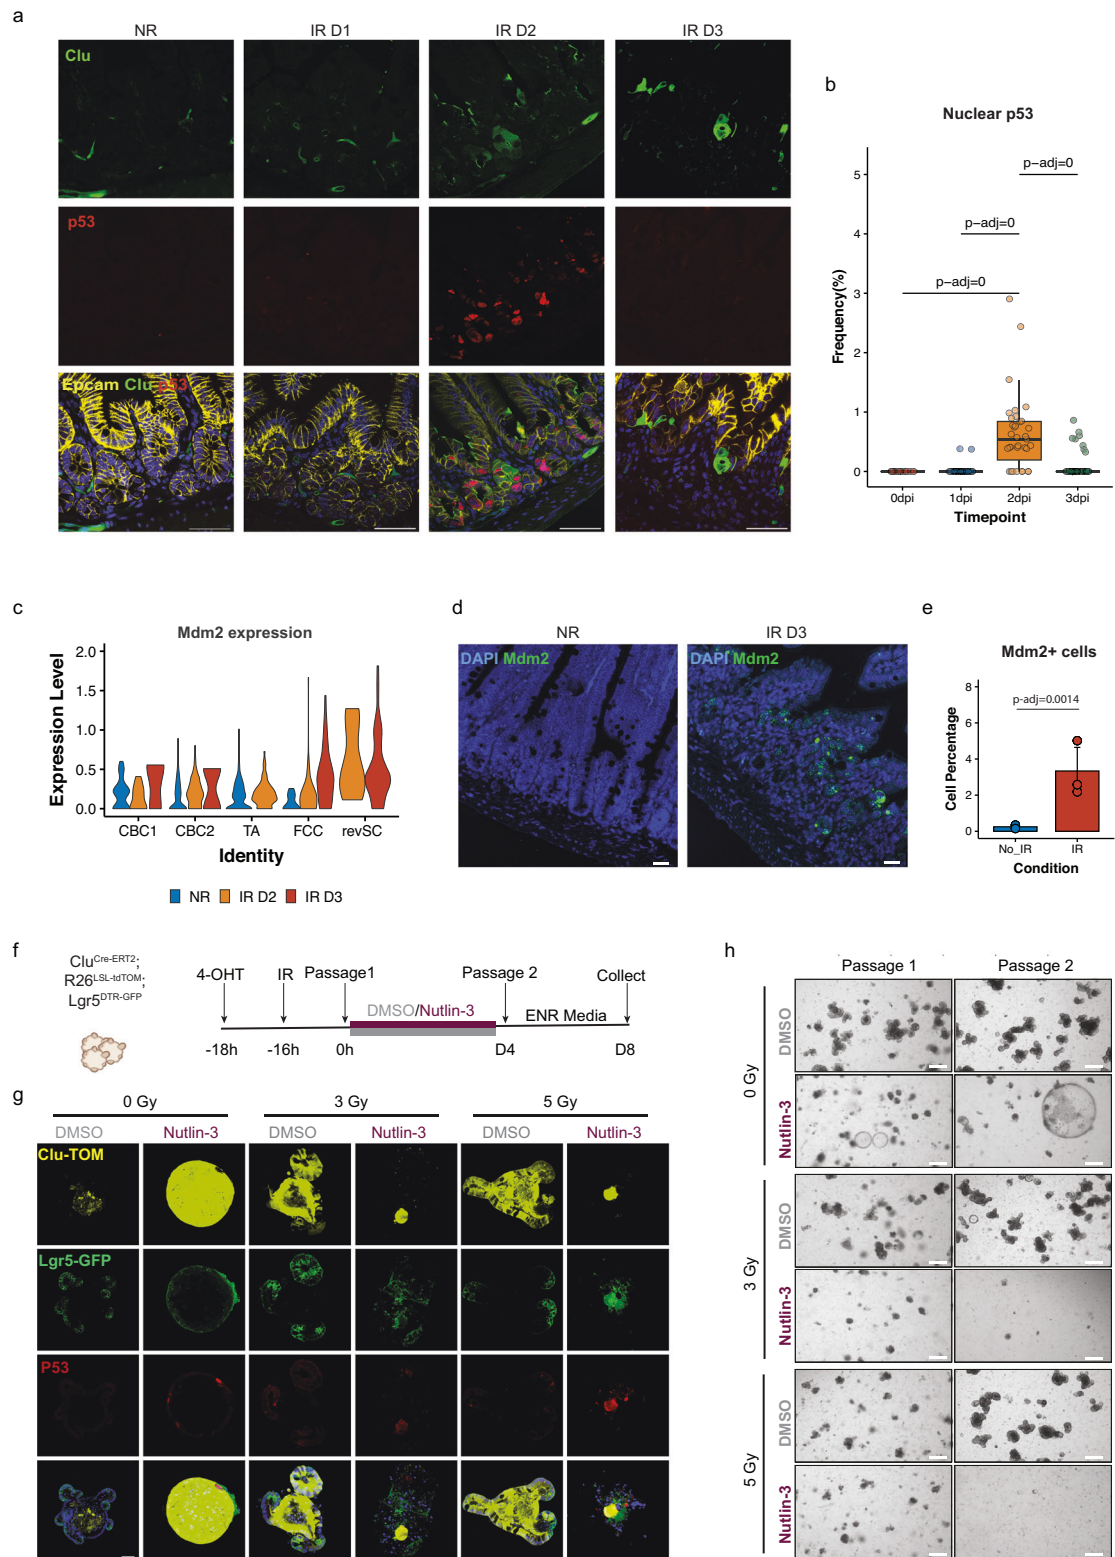 a
NR
IR D1
IR D2
IR D3
Clu
p53
Epcam Clu p53
b
Nuclear p53
p-adj=0
p-adj=0
p-adj=0
5
4
3
2
1
0
Frequency(%)
0dpi 1dpi 2dpi 3dpi
Timepoint
c
Mdm2 expression
2.0
1.5
1.0
0.5
0.0
Expression Level
CBC1 CBC2 TA FCC revSC
Identity
NR IR D2 IR D3
d
NR
IR D3
DAPI Mdm2
DAPI Mdm2
e
Mdm2+ cells
p-adj=0.0014
8
6
4
2
0
Cell Percentage
No_IR IR
Condition
f
Clu^Cre-ERT2;
R26^LSL-tdTOM;
Lgr5^DTR-GFP
4-OHT IR Passage1 Passage 2 Collect
DMSO/Nutlin-3
ENR Media
-18h -16h 0h D4 D8
g
0 Gy 3 Gy 5 Gy
DMSO Nutlin-3 DMSO Nutlin-3 DMSO Nutlin-3
Clu-TOM
Lgr5-GFP
P53
h
Passage 1 Passage 2
0 Gy
DMSO
Nutlin-3
3 Gy
DMSO
Nutlin-3
5 Gy
DMSO
Nutlin-3